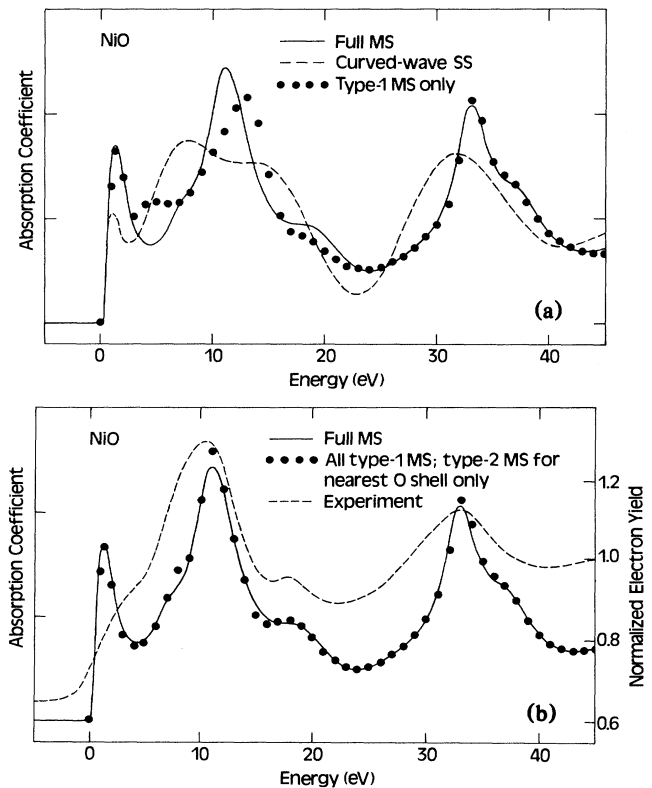 NiO
Full MS
Curved-wave SS
Type-1 MS only
Absorption Coefficient
(a)
0
10
20
30
40
Energy (eV)
NiO
Full MS
All type-1 MS; type-2 MS for
nearest O shell only
Experiment
Absorption Coefficient
1.2
1.0
0.8
0.6
Normalized Electron Yield
(b)
0
10
20
30
40
Energy (eV)